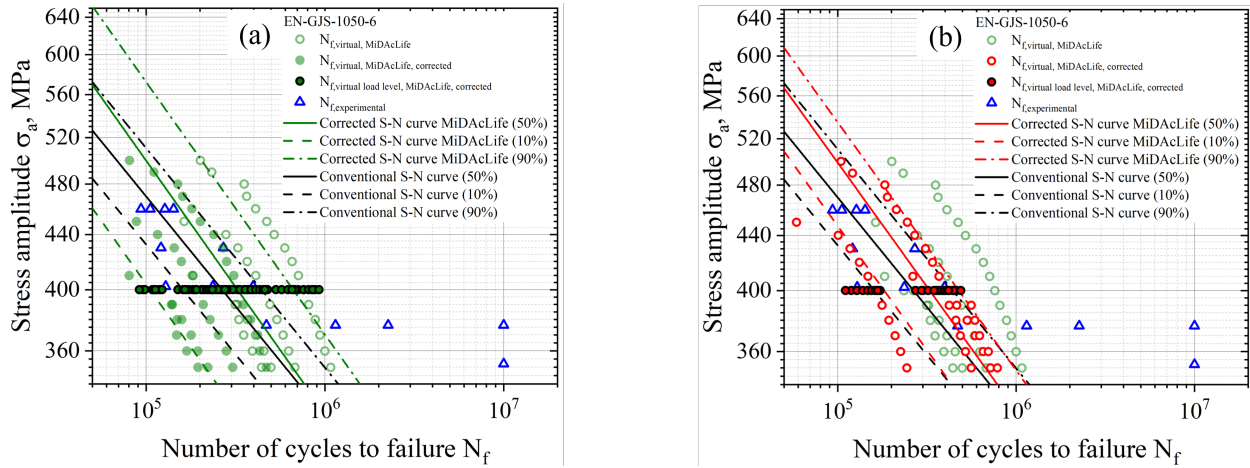 (a)
EN-GJS-1050-6
N_f,virtual, MiDAcLife
N_f,virtual, MiDAcLife, corrected
N_f,virtual load level, MiDAcLife, corrected
N_f,experimental
Corrected S-N curve MiDAcLife (50%)
Corrected S-N curve MiDAcLife (10%)
Corrected S-N curve MiDAcLife (90%)
Conventional S-N curve (50%)
Conventional S-N curve (10%)
Conventional S-N curve (90%)
Stress amplitude σ_a, MPa
640
600
560
520
480
440
400
360
10^5
10^6
10^7
Number of cycles to failure N_f
(b)
EN-GJS-1050-6
N_f,virtual, MiDAcLife
N_f,virtual, MiDAcLife, corrected
N_f,virtual load level, MiDAcLife, corrected
N_f,experimental
Corrected S-N curve MiDAcLife (50%)
Corrected S-N curve MiDAcLife (10%)
Corrected S-N curve MiDAcLife (90%)
Conventional S-N curve (50%)
Conventional S-N curve (10%)
Conventional S-N curve (90%)
Stress amplitude σ_a, MPa
640
600
560
520
480
440
400
360
10^5
10^6
10^7
Number of cycles to failure N_f